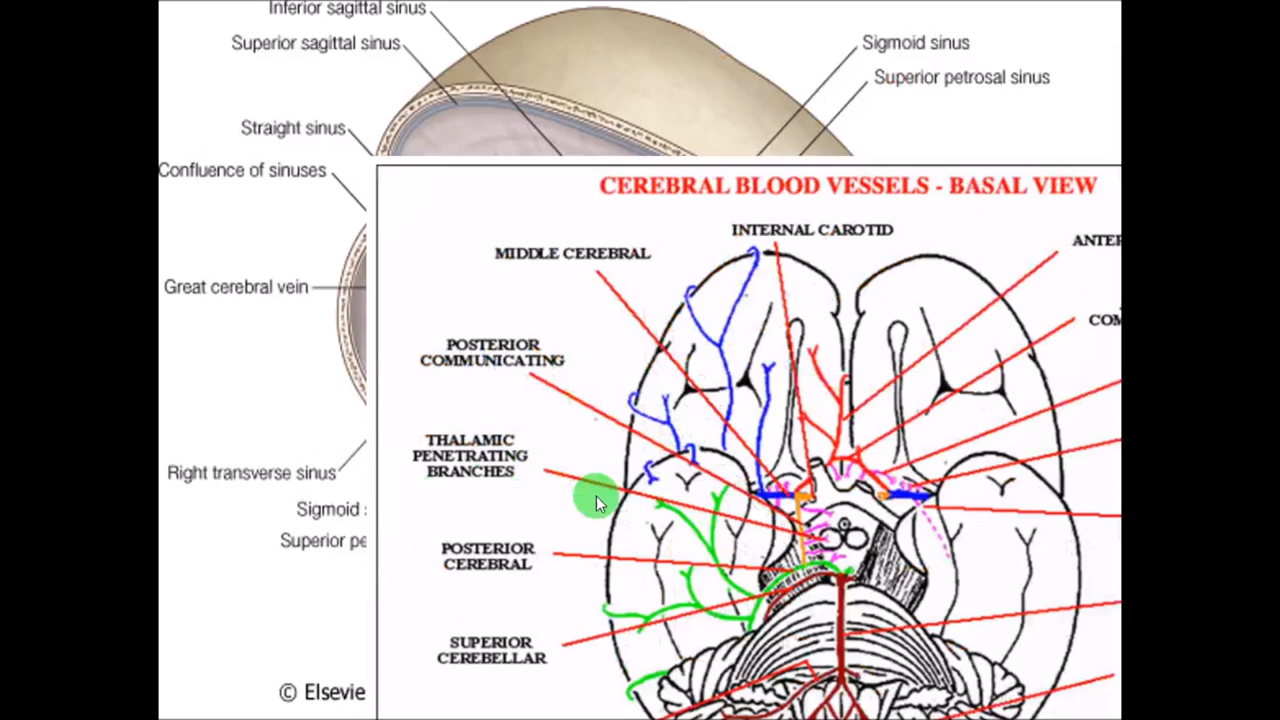 Inferior sagittal sinus
Superior sagittal sinus
Sigmoid sinus
Superior petrosal sinus
Straight sinus
Confluence of sinuses
CEREBRAL BLOOD VESSELS - BASAL VIEW
INTERNAL CAROTID
ANTE
MIDDLE CEREBRAL
Great cerebral vein
COM
POSTERIOR
COMMUNICATING
THALAMIC
PENETRATING
BRANCHES
Right transverse sinus
Sigmoid
Superior pe
POSTERIOR
CEREBRAL
SUPERIOR
CEREBELLAR
© Elsevie